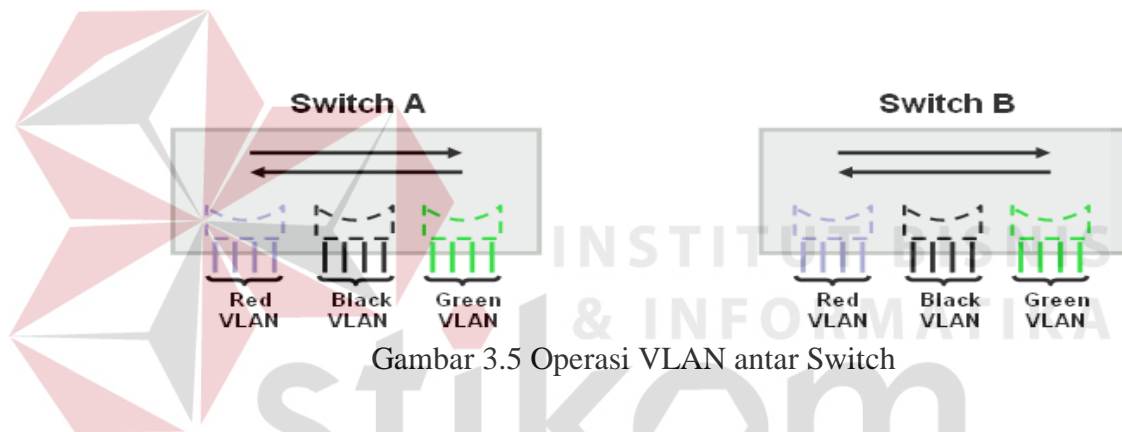 Switch A
Switch B
INSTITUT BISNIS
& INFORMATIKA
Red VLAN
Black VLAN
Green VLAN
Red VLAN
Black VLAN
Green VLAN
Gambar 3.5 Operasi VLAN antar Switch
stikom